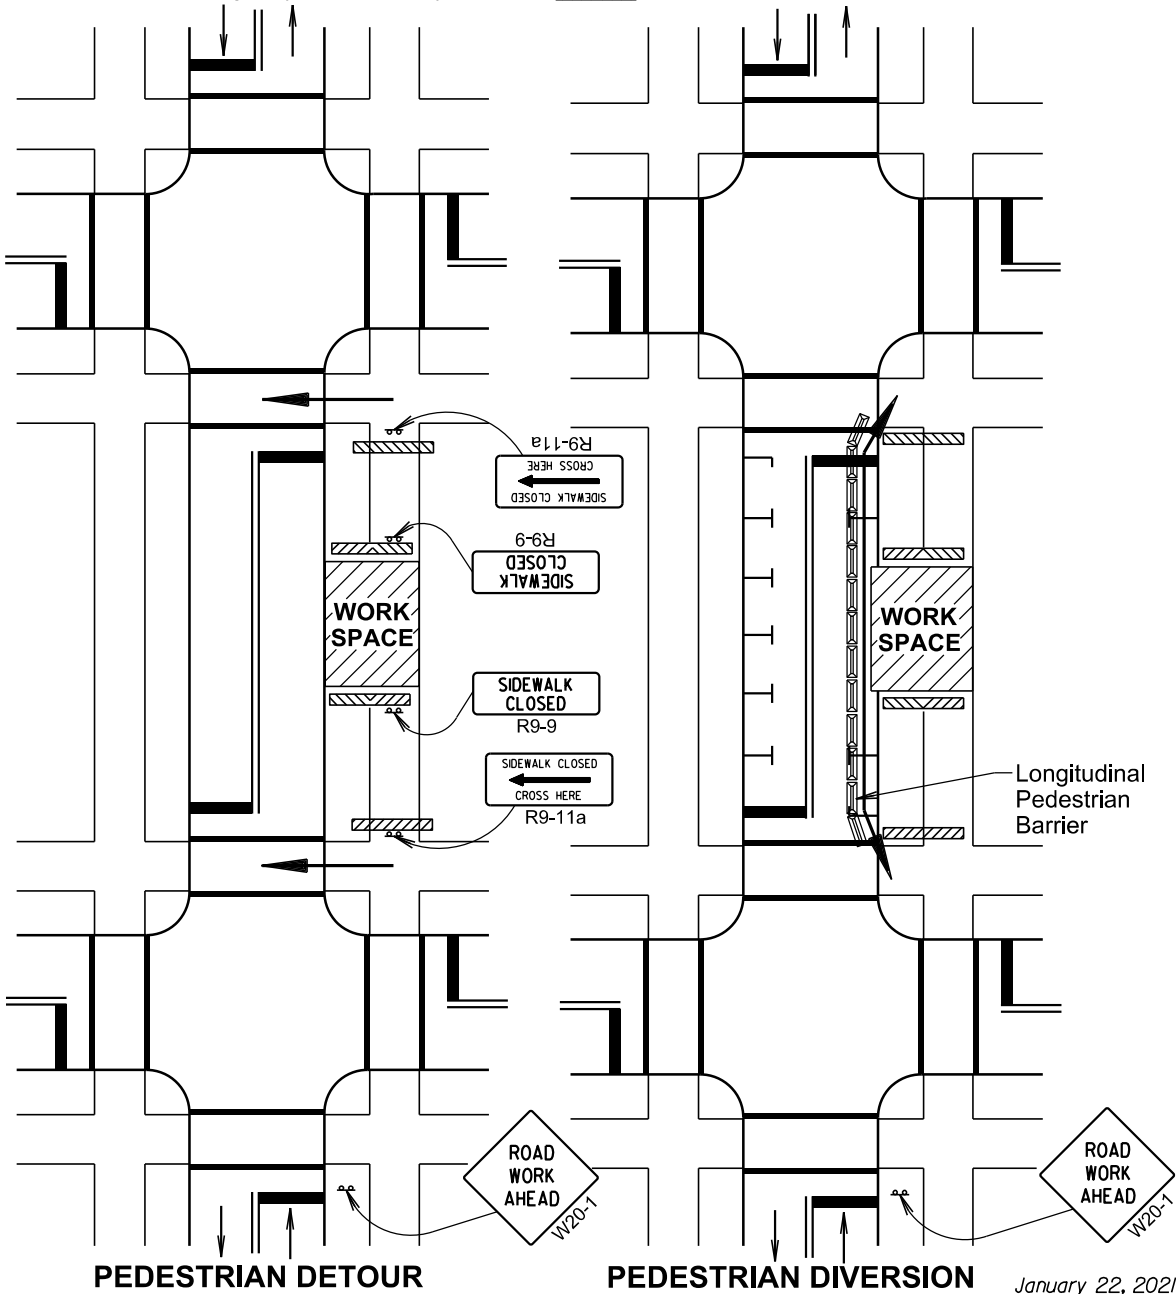 R9-11a
SIDEWALK CLOSED
CROSS HERE
R9-9
SIDEWALK
CLOSED
WORK
SPACE
SIDEWALK
CLOSED
R9-9
SIDEWALK CLOSED
CROSS HERE
R9-11a
WORK
SPACE
Longitudinal
Pedestrian
Barrier
ROAD
WORK
AHEAD
W20-1
ROAD
WORK
AHEAD
W20-1
PEDESTRIAN DETOUR
PEDESTRIAN DIVERSION
January 22, 2021